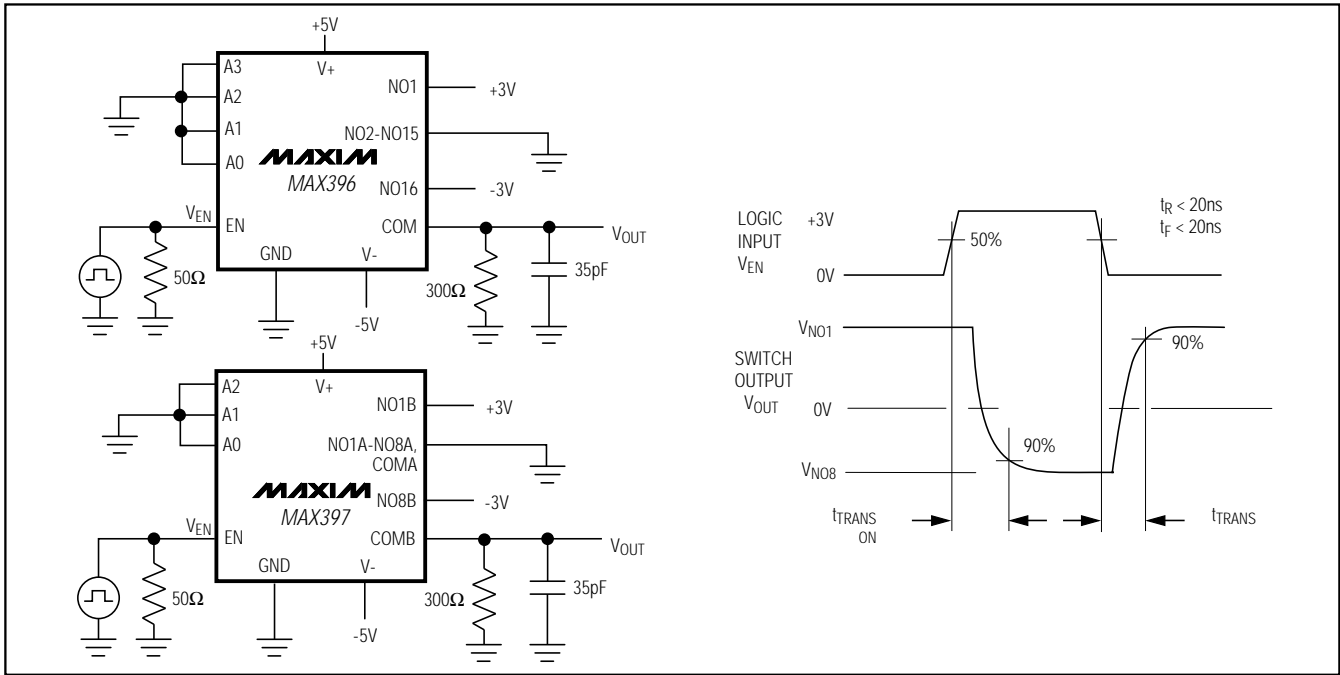 +5V
A3
V+
A2
NO1
+3V
A1
NO2-NO15
A0
MAXIM
MAX396
NO16
-3V
VEN
EN
COM
VOUT
GND
V-
50Ω
300Ω
35pF
-5V
+5V
A2
V+
A1
NO1B
+3V
A0
NO1A-NO8A,
COMA
MAXIM
MAX397
NO8B
-3V
VEN
EN
COMB
VOUT
GND
V-
50Ω
300Ω
35pF
-5V
LOGIC
INPUT
VEN
+3V
50%
0V
tR < 20ns
tF < 20ns
VNO1
90%
SWITCH
OUTPUT
VOUT
0V
90%
VNO8
tTRANS
ON
tTRANS